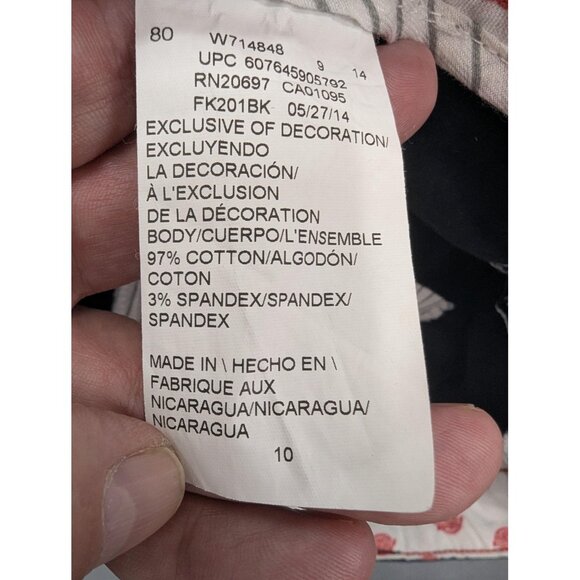 80 W714848 9 14
UPC 607645905792
RN20697 CA01095
FK201BK 05/27/14
EXCLUSIVE OF DECORATION/
EXCLUYENDO
LA DECORACIÓN/
À L'EXCLUSION
DE LA DÉCORATION
BODY/CUERPO/L'ENSEMBLE
97% COTTON/ALGODÓN/
COTON
3% SPANDEX/SPANDEX/
SPANDEX
MADE IN \ HECHO EN \
FABRIQUE AUX
NICARAGUA/NICARAGUA/
NICARAGUA
10